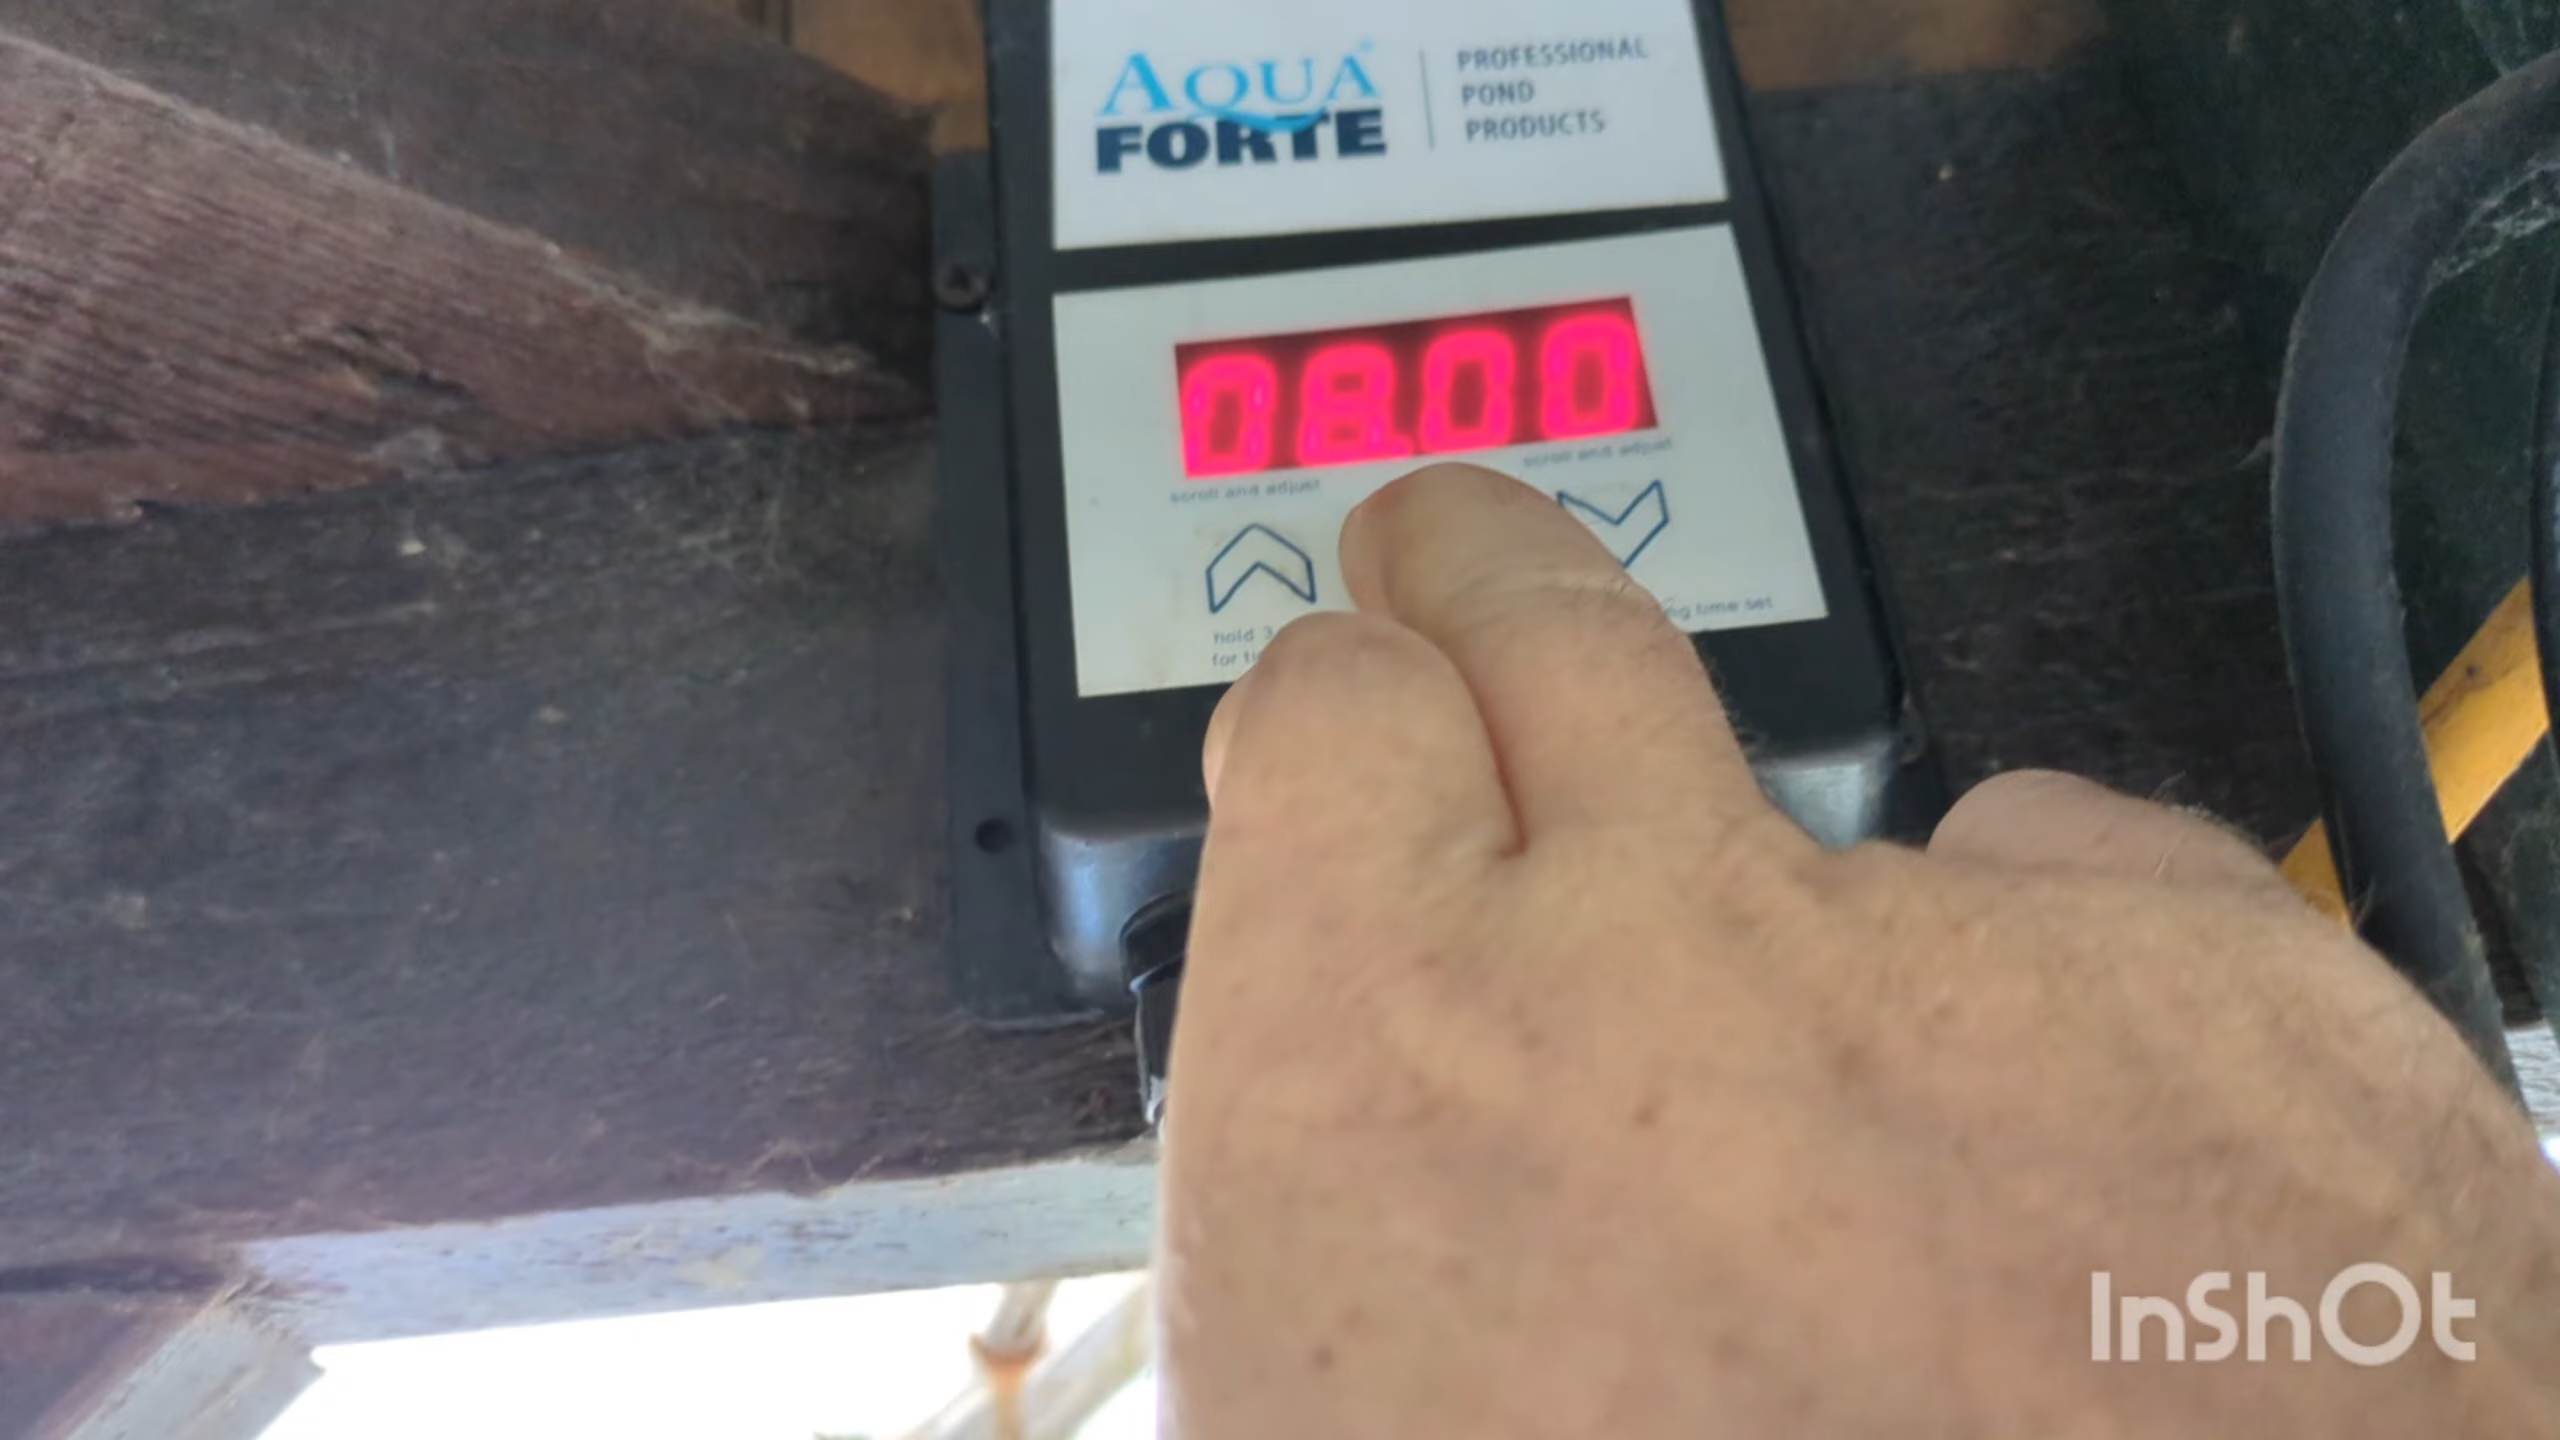 AQUA
FORTE
PROFESSIONAL
POND
PRODUCTS
08.00
scroll and adjust
scroll and adjust
hold 3
for
time set
InShOt